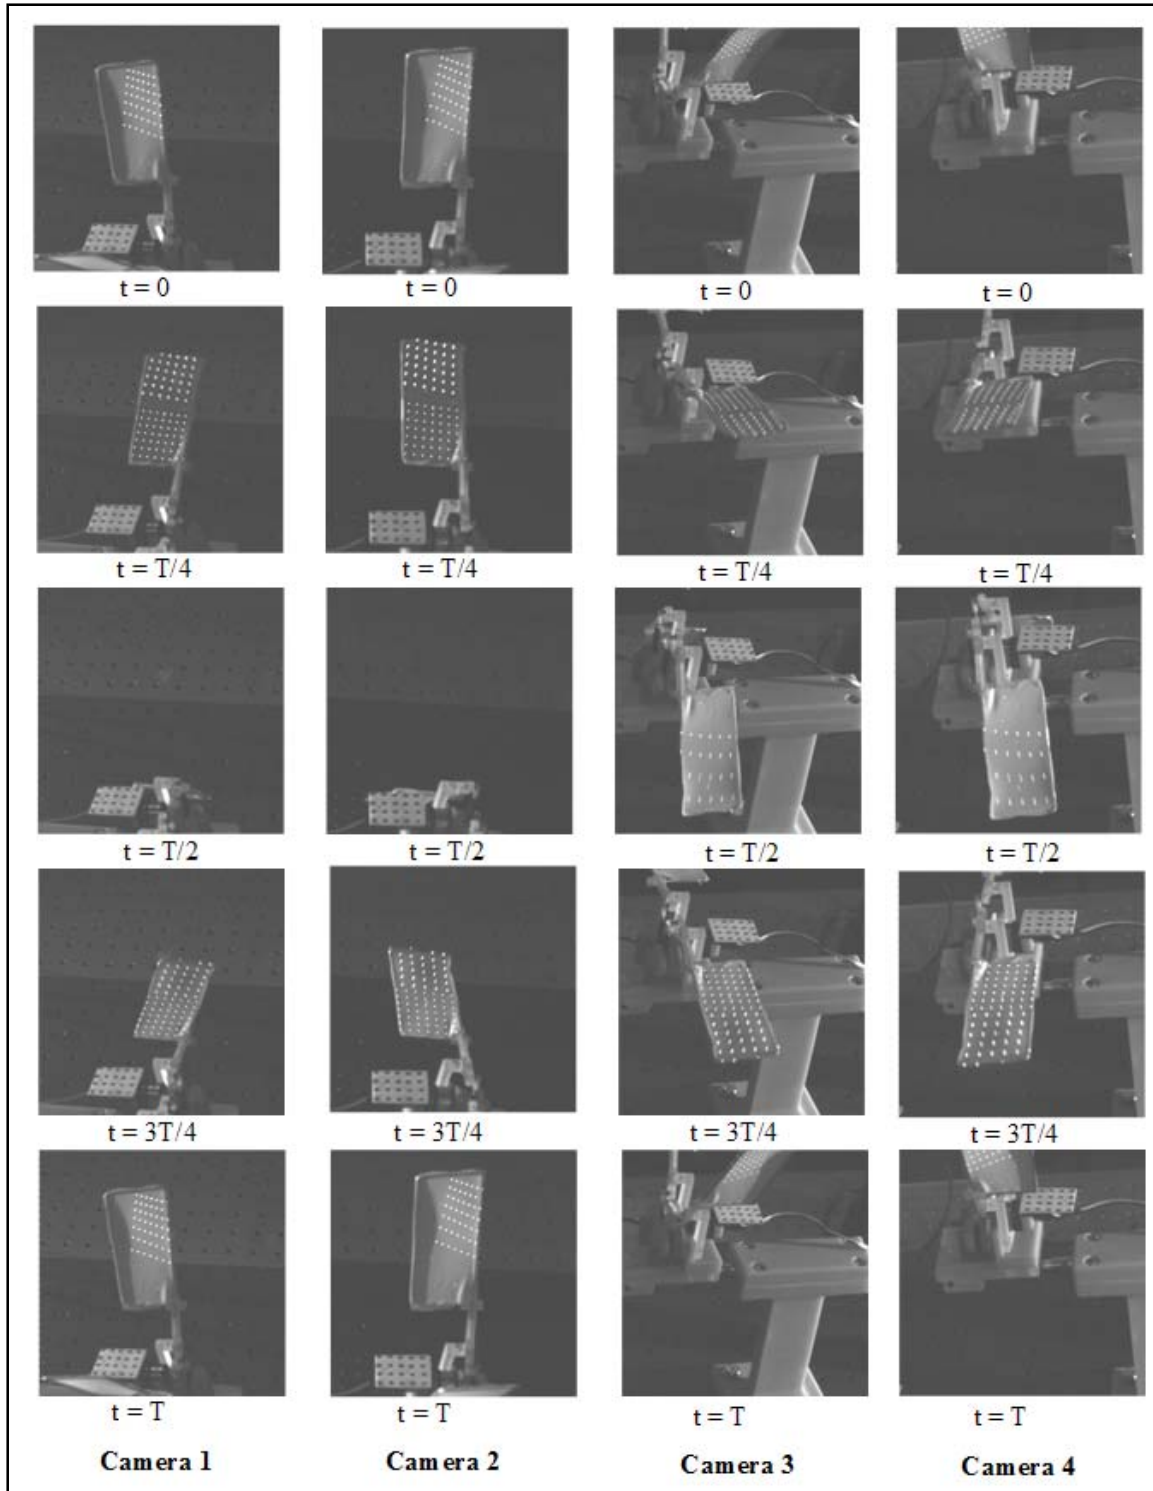 t = 0 t = 0 t = 0 t = 0
t = T/4 t = T/4 t = T/4 t = T/4
t = T/2 t = T/2 t = T/2 t = T/2
t = 3T/4 t = 3T/4 t = 3T/4 t = 3T/4
t = T t = T t = T t = T
Camera 1 Camera 2 Camera 3 Camera 4